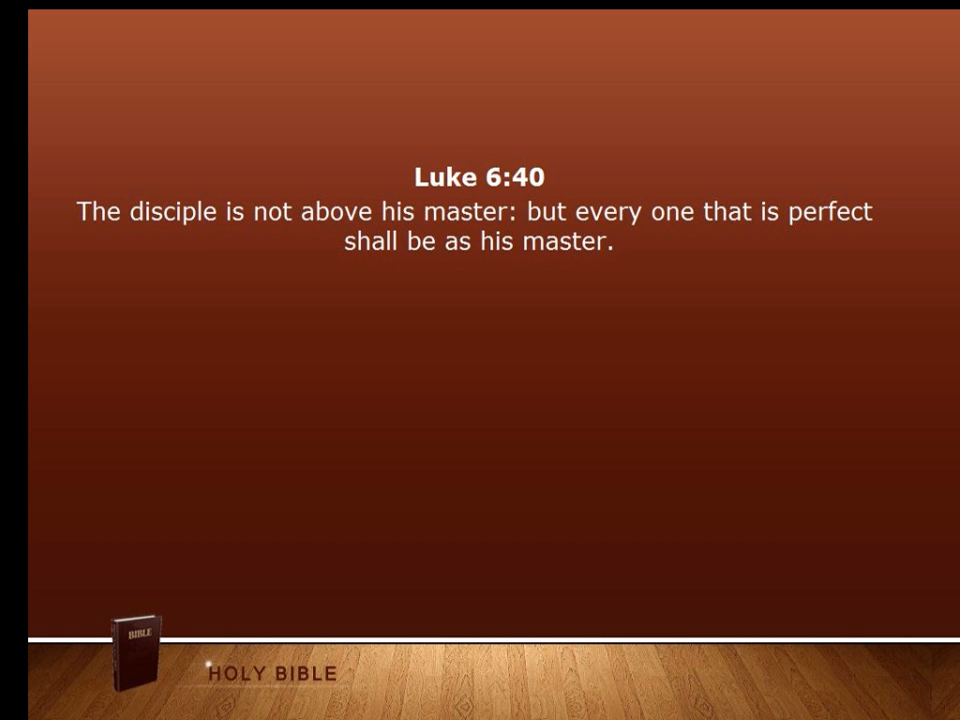 Luke 6:40
The disciple is not above his master: but every one that is perfect
shall be as his master.
BIBLE
HOLY BIBLE